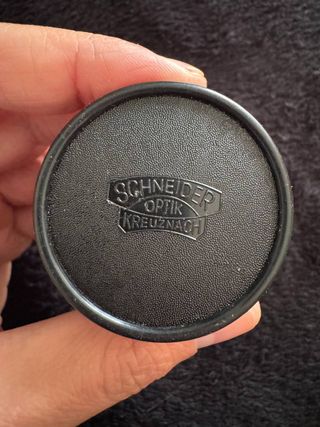 SCHNEIDER
OPTIK
KREUZNACH